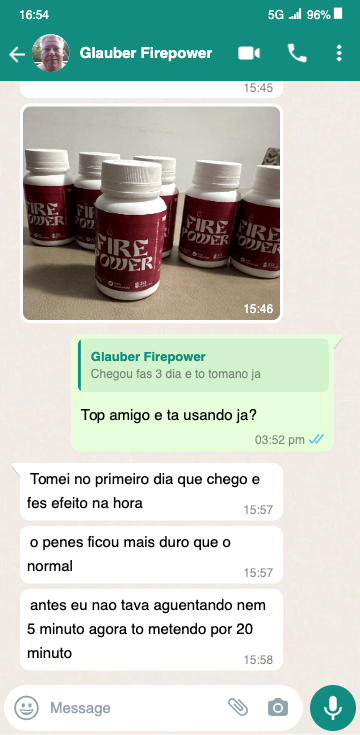 16:54
5G
96%
Glauber Firepower
15:45
FIRE
POWER
FIRE
POWER
FIRE
POWER
15:46
Glauber Firepower
Chegou fas 3 dia e to tomano ja
Top amigo e ta usando ja?
03:52 pm
Tomei no primeiro dia que chego e
fes efeito na hora
15:57
o penes ficou mais duro que o
normal
15:57
antes eu nao tava aguentando nem
5 minuto agora to metendo por 20
minuto
15:58
Message